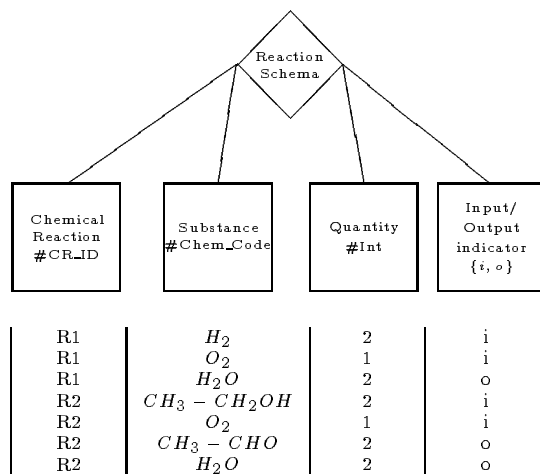 Reaction
Schema
Chemical
Reaction
#CR_ID
Substance
#Chem_Code
Quantity
#Int
Input/
Output
indicator
{i, o}
R1 H₂ 2 i
R1 O₂ 1 i
R1 H₂O 2 o
R2 CH₃ − CH₂OH 2 i
R2 O₂ 1 i
R2 CH₃ − CHO 2 o
R2 H₂O 2 o